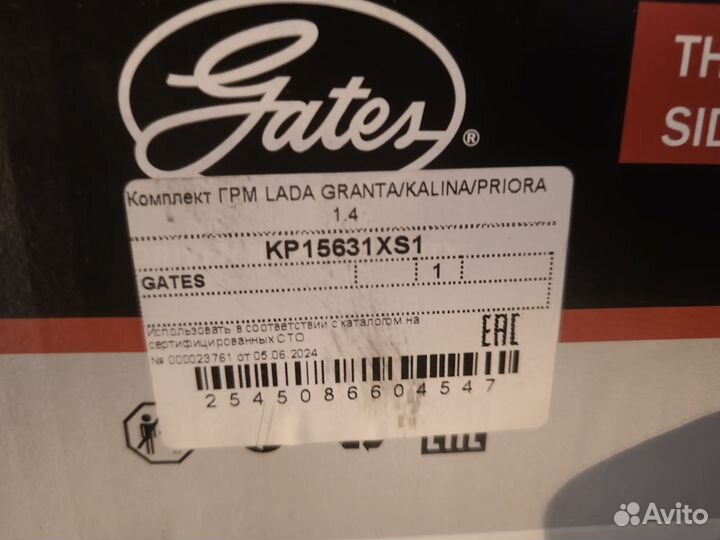 Gates®
TH
SID
Комплект ГРМ LADA GRANTA/KALINA/PRIORA
1.4
KP15631XS1
GATES 1
Использовать в соответствии с каталогом на
сертифицированных СТО
№ 000023761 от 05.06.2024
EAC
2545086604547
Avito